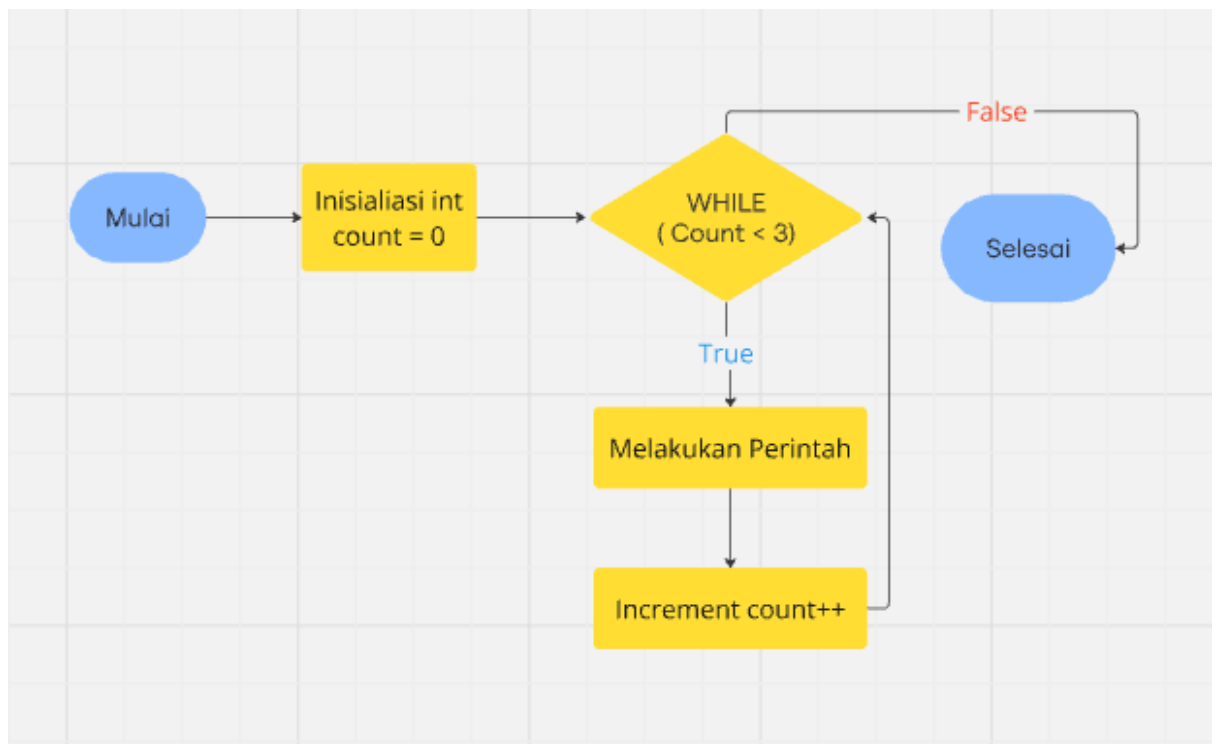 Mulai
Inisialiasi int
count = 0
WHILE
( Count < 3)
False
Selesai
True
Melakukan Perintah
Increment count++